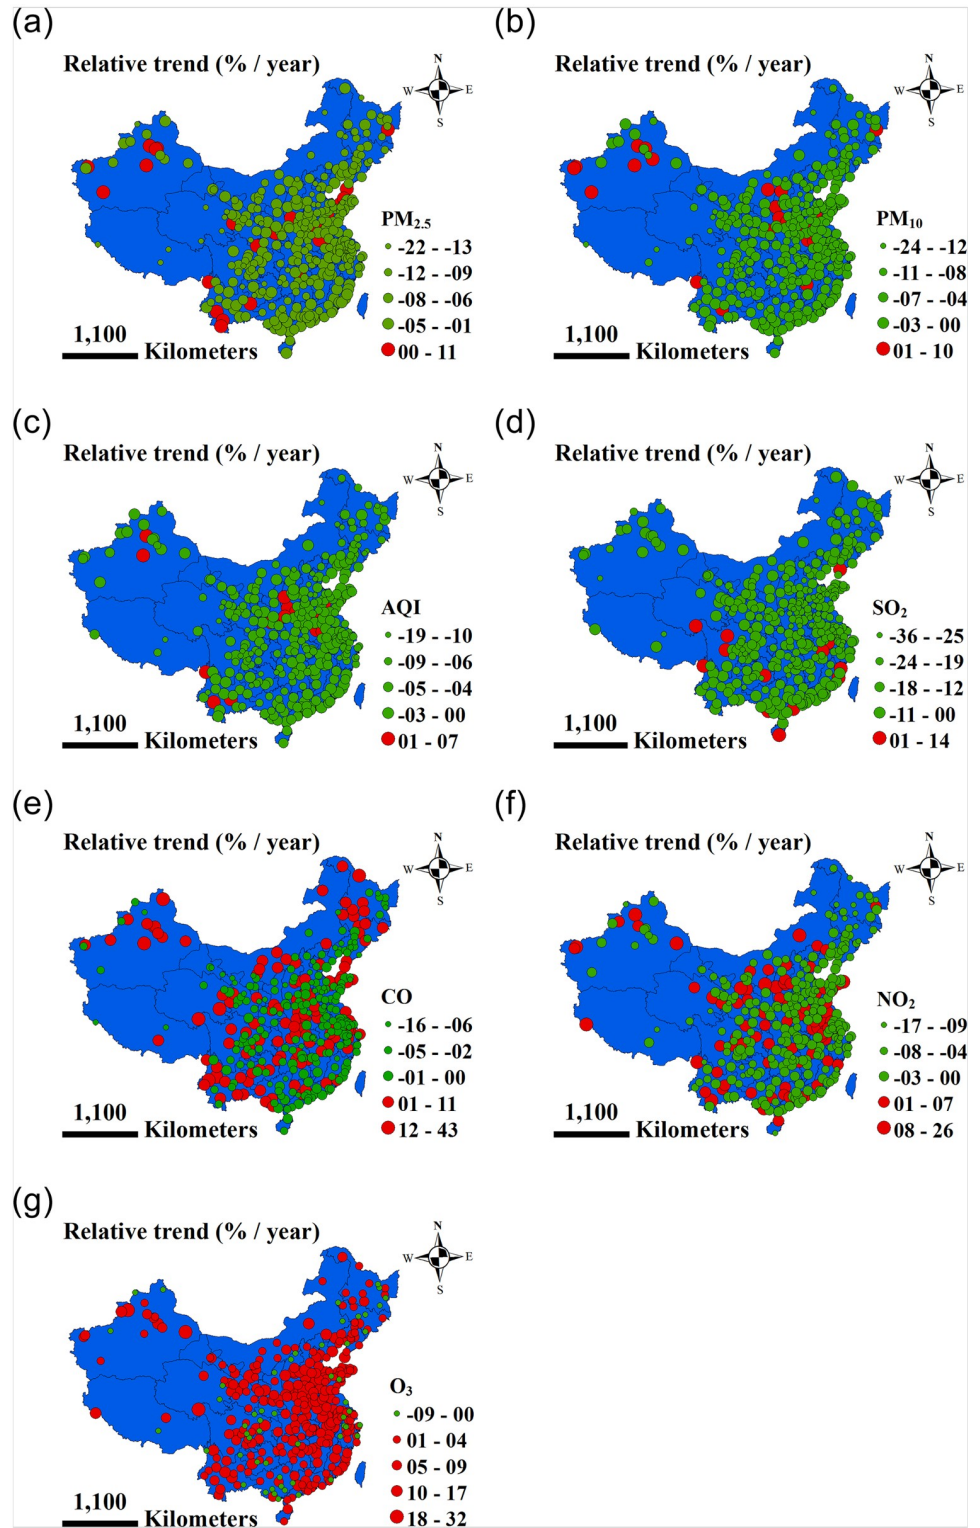 (a)
Relative trend (% / year)
N
W E
S
PM2.5
-22 - -13
-12 - -09
-08 - -06
-05 - -01
00 - 11
1,100
Kilometers
(b)
Relative trend (% / year)
N
W E
S
PM10
-24 - -12
-11 - -08
-07 - -04
-03 - 00
01 - 10
1,100
Kilometers
(c)
Relative trend (% / year)
N
W E
S
AQI
-19 - -10
-09 - -06
-05 - -04
-03 - 00
01 - 07
1,100
Kilometers
(d)
Relative trend (% / year)
N
W E
S
SO2
-36 - -25
-24 - -19
-18 - -12
-11 - 00
01 - 14
1,100
Kilometers
(e)
Relative trend (% / year)
N
W E
S
CO
-16 - -06
-05 - -02
-01 - 00
01 - 11
12 - 43
1,100
Kilometers
(f)
Relative trend (% / year)
N
W E
S
NO2
-17 - -09
-08 - -04
-03 - 00
01 - 07
08 - 26
1,100
Kilometers
(g)
Relative trend (% / year)
N
W E
S
O3
-09 - 00
01 - 04
05 - 09
10 - 17
18 - 32
1,100
Kilometers